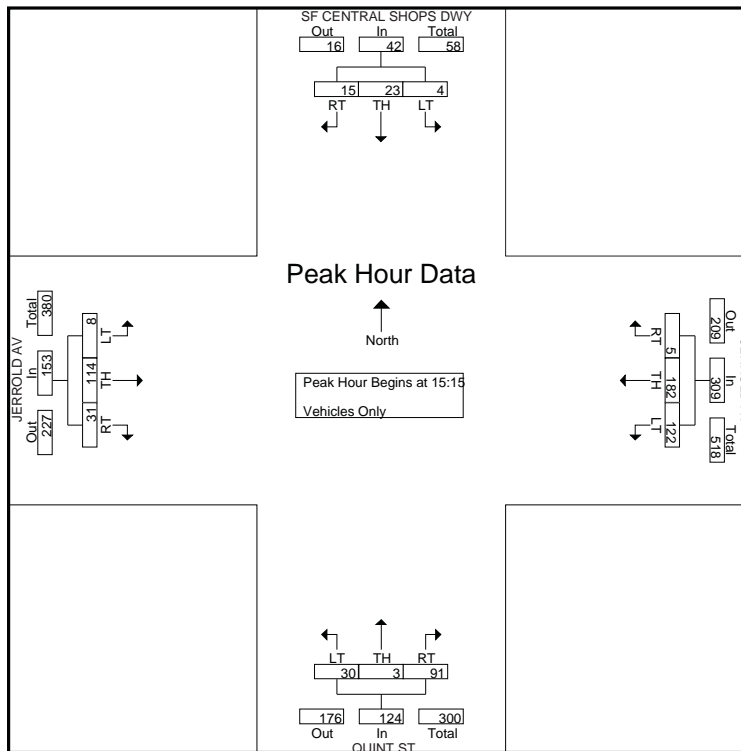 SF CENTRAL SHOPS DWY
Out In Total
16 42 58
15 23 4
RT TH LT
Peak Hour Data
North
Peak Hour Begins at 15:15
Vehicles Only
JERROLD AV
Total In Out
380 153 227
8 114 31
LT TH RT
RT TH LT
5 182 122
Out In Total
209 309 518
LT TH RT
30 3 91
176 124 300
Out In Total
QUINT ST